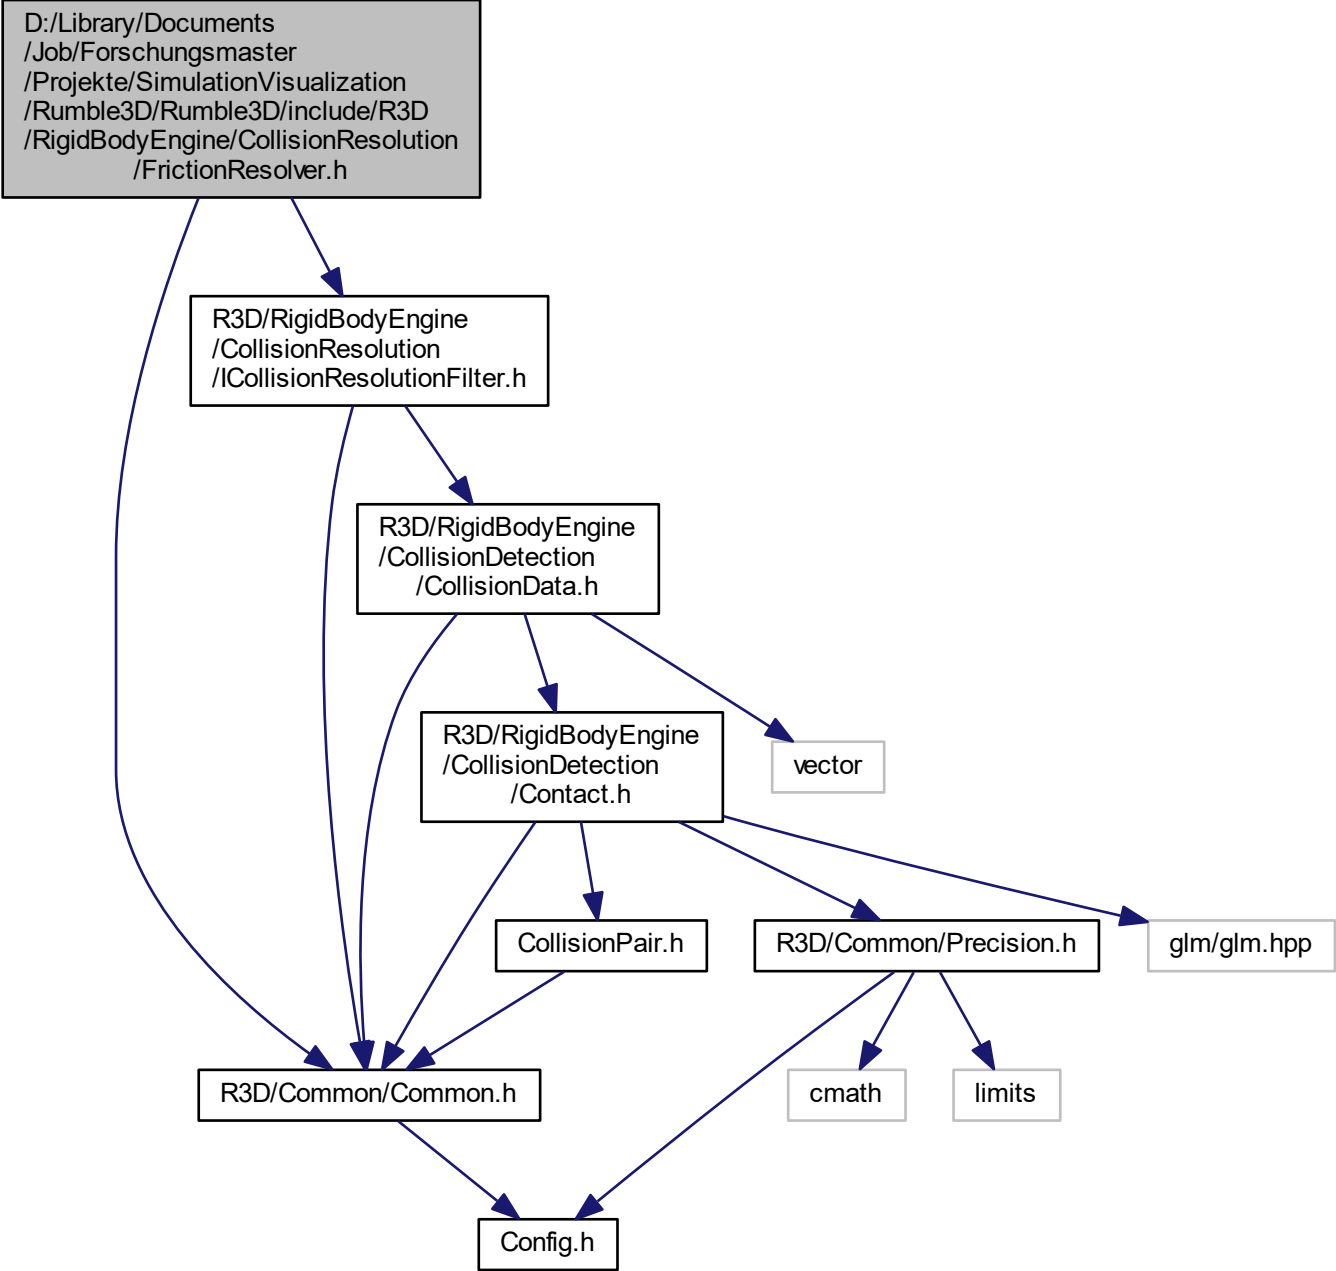 D:/Library/Documents
/Job/Forschungsmaster
/Projekte/SimulationVisualization
/Rumble3D/Rumble3D/include/R3D
/RigidBodyEngine/CollisionResolution
/FrictionResolver.h
R3D/RigidBodyEngine
/CollisionResolution
/ICollisionResolutionFilter.h
R3D/RigidBodyEngine
/CollisionDetection
/CollisionData.h
R3D/RigidBodyEngine
/CollisionDetection
/Contact.h
vector
CollisionPair.h
R3D/Common/Precision.h
glm/glm.hpp
R3D/Common/Common.h
cmath
limits
Config.h